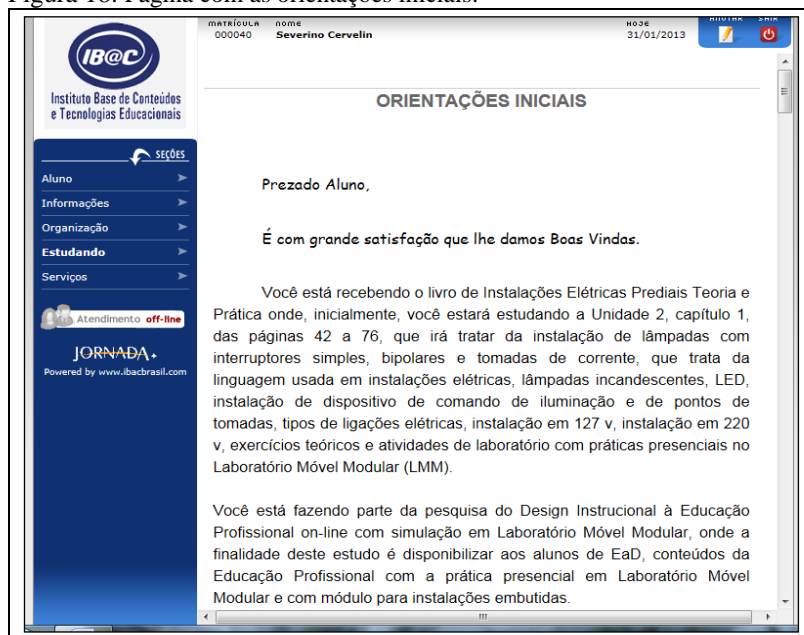 Figura 18: Página com as orientações iniciais.
MATRÍCULA NOME HOJE ANOTAR SAIR
000040 Severino Cervelin 31/01/2013
IB@C
Instituto Base de Conteúdos
e Tecnologias Educacionais
SEÇÕES
Aluno
Informações
Organização
Estudando
Serviços
Atendimento off-line
JORNADA+
Powered by www.ibacbrasil.com
ORIENTAÇÕES INICIAIS
Prezado Aluno,
É com grande satisfação que lhe damos Boas Vindas.
Você está recebendo o livro de Instalações Elétricas Prediais Teoria e
Prática onde, inicialmente, você estará estudando a Unidade 2, capítulo 1,
das páginas 42 a 76, que irá tratar da instalação de lâmpadas com
interruptores simples, bipolares e tomadas de corrente, que trata da
linguagem usada em instalações elétricas, lâmpadas incandescentes, LED,
instalação de dispositivo de comando de iluminação e de pontos de
tomadas, tipos de ligações elétricas, instalação em 127 v, instalação em 220
v, exercícios teóricos e atividades de laboratório com práticas presenciais no
Laboratório Móvel Modular (LMM).
Você está fazendo parte da pesquisa do Design Instrucional à Educação
Profissional on-line com simulação em Laboratório Móvel Modular, onde a
finalidade deste estudo é disponibilizar aos alunos de EaD, conteúdos da
Educação Profissional com a prática presencial em Laboratório Móvel
Modular e com módulo para instalações embutidas.